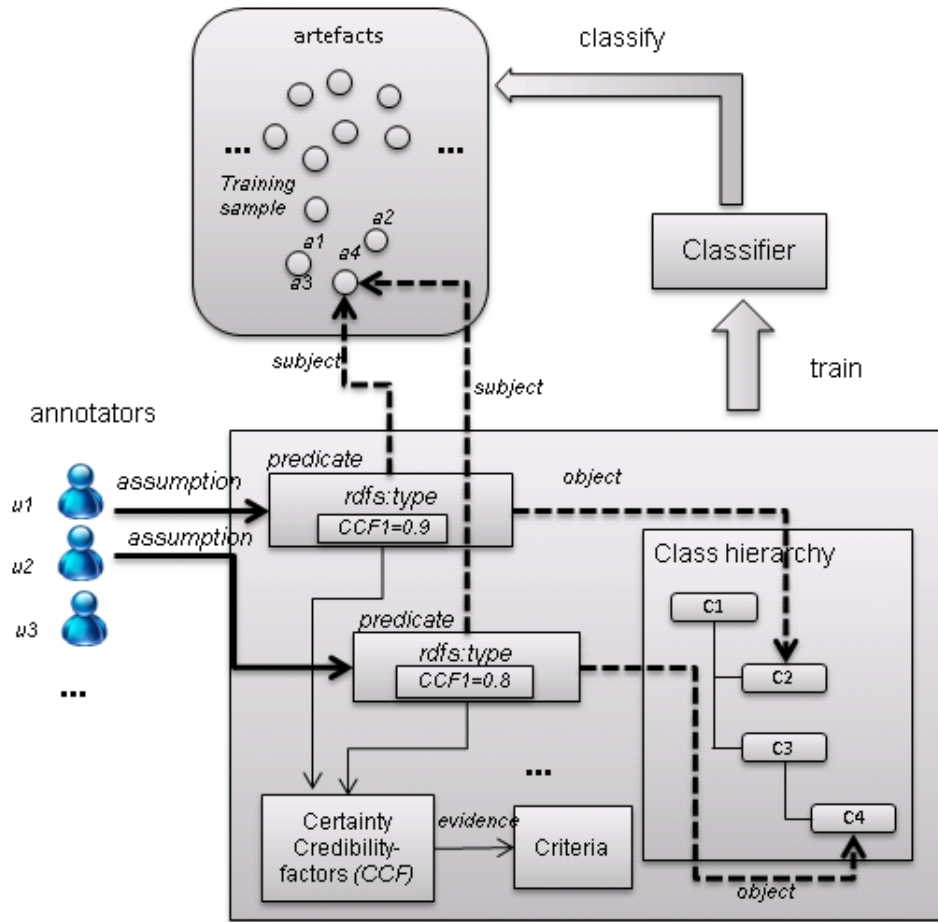 artefacts
classify
...
...
Training
sample
a2
a1
a4
a3
Classifier
subject
subject
train
annotators
predicate
object
u1
assumption
rdfs:type
CCF1=0.9
assumption
u2
Class hierarchy
C1
u3
predicate
rdfs:type
CCF1=0.8
C2
...
C3
...
Certainty
Credibility-
factors (CCF)
evidence
Criteria
C4
object